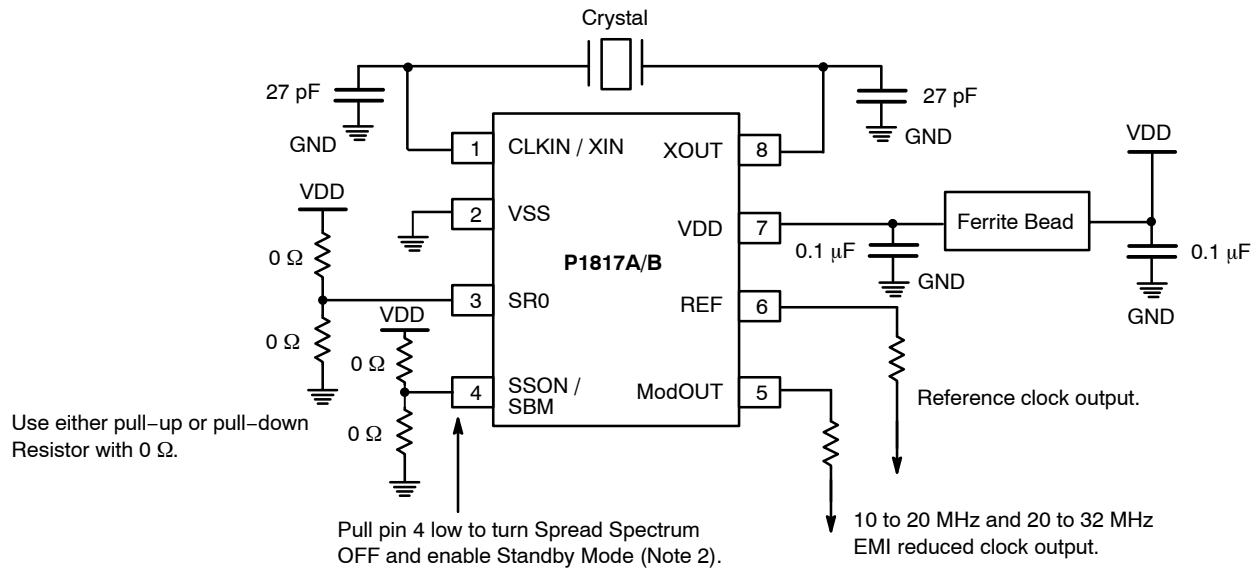 Crystal
27 pF
GND
27 pF
GND
1
CLKIN / XIN
XOUT
8
VDD
VDD
2
VSS
VDD
7
Ferrite Bead
0 Ω
P1817A/B
0.1 μF
GND
0.1 μF
GND
3
SR0
REF
6
VDD
0 Ω
0 Ω
4
SSON /
SBM
ModOUT
5
Reference clock output.
0 Ω
Use either pull−up or pull−down
Resistor with 0 Ω.
Pull pin 4 low to turn Spread Spectrum
OFF and enable Standby Mode (Note 2).
10 to 20 MHz and 20 to 32 MHz
EMI reduced clock output.